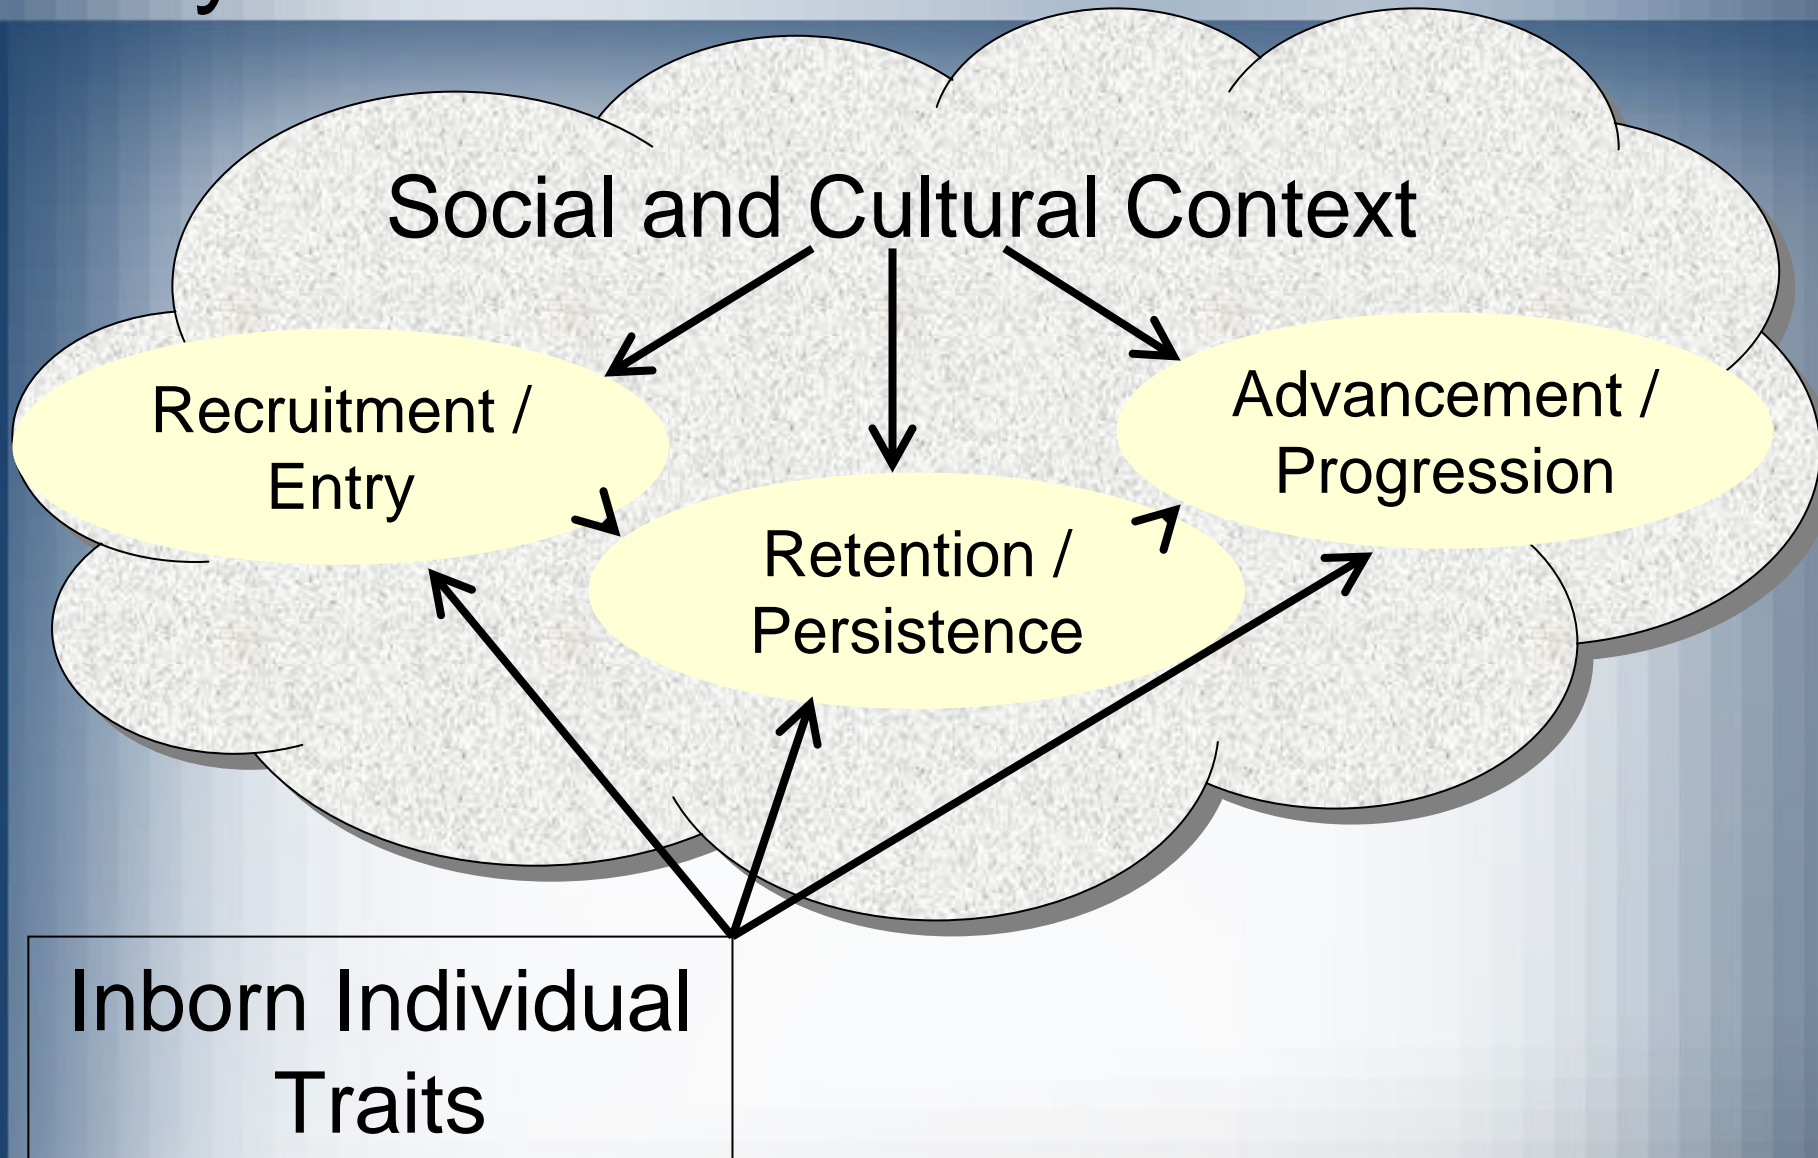 Social and Cultural Context
Recruitment /
Entry
Advancement /
Progression
Retention /
Persistence
Inborn Individual
Traits